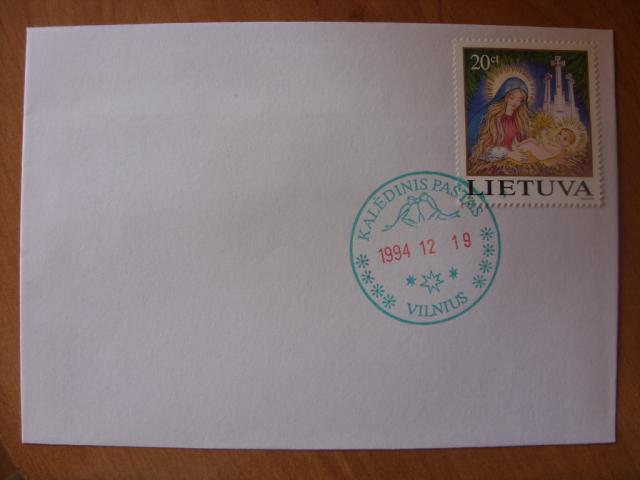 20ct
LIETUVA
KALĖDINIS PAŠTAS
1994 12 19
VILNIUS